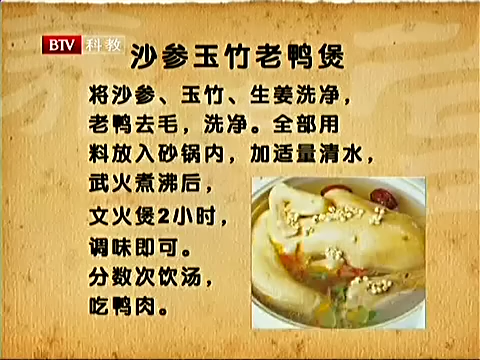 BTV 科教
沙参玉竹老鸭煲
将沙参、玉竹、生姜洗净，
老鸭去毛，洗净。全部用
料放入砂锅内，加适量清水，
武火煮沸后，
文火煲2小时，
调味即可。
分数次饮汤，
吃鸭肉。